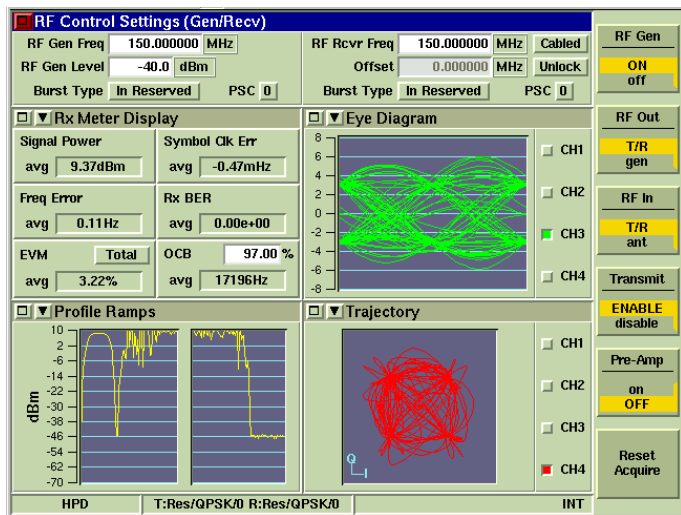 RF Control Settings (Gen/Recv)
RF Gen Freq 150.000000 MHz
RF Gen Level -40.0 dBm
Burst Type In Reserved PSC 0
RF Rcvr Freq 150.000000 MHz Cabled
Offset 0.000000 MHz Unlock
Burst Type In Reserved PSC 0
Rx Meter Display
Signal Power
avg 9.37dBm
Symbol Clk Err
avg -0.47mHz
Freq Error
avg 0.11Hz
Rx BER
avg 0.00e+00
EVM Total
avg 3.22%
OCB 97.00 %
avg 17196Hz
Eye Diagram
8
6
4
2
0
-2
-4
-6
-8
CH1
CH2
CH3
CH4
Profile Ramps
dBm
10
2
-6
-14
-22
-30
-38
-46
-54
-62
-70
Trajectory
Q
I
CH1
CH2
CH3
CH4
RF Gen
ON
off
RF Out
T/R
gen
RF In
T/R
ant
Transmit
ENABLE
disable
Pre-Amp
on
OFF
Reset
Acquire
HPD T:Res/QPSK/0 R:Res/QPSK/0 INT